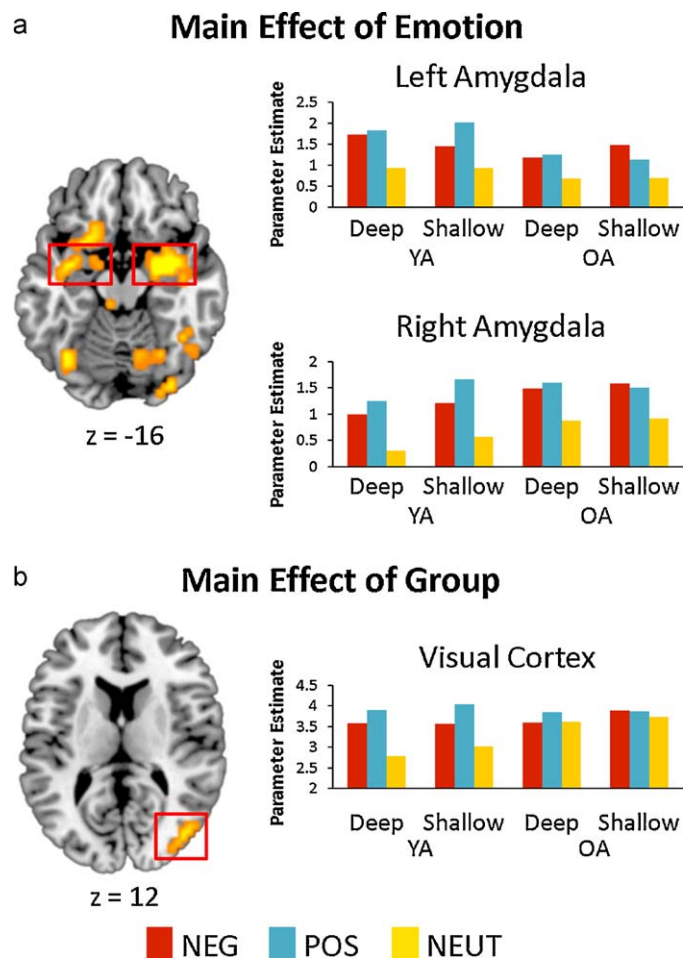 a
Main Effect of Emotion
Left Amygdala
Parameter Estimate
2.5
2
1.5
1
0.5
0
Deep Shallow Deep Shallow
YA OA
z = -16
Right Amygdala
Parameter Estimate
2
1.5
1
0.5
0
Deep Shallow Deep Shallow
YA OA
b
Main Effect of Group
Visual Cortex
Parameter Estimate
4.5
4
3.5
3
2.5
2
Deep Shallow Deep Shallow
YA OA
z = 12
NEG POS NEUT